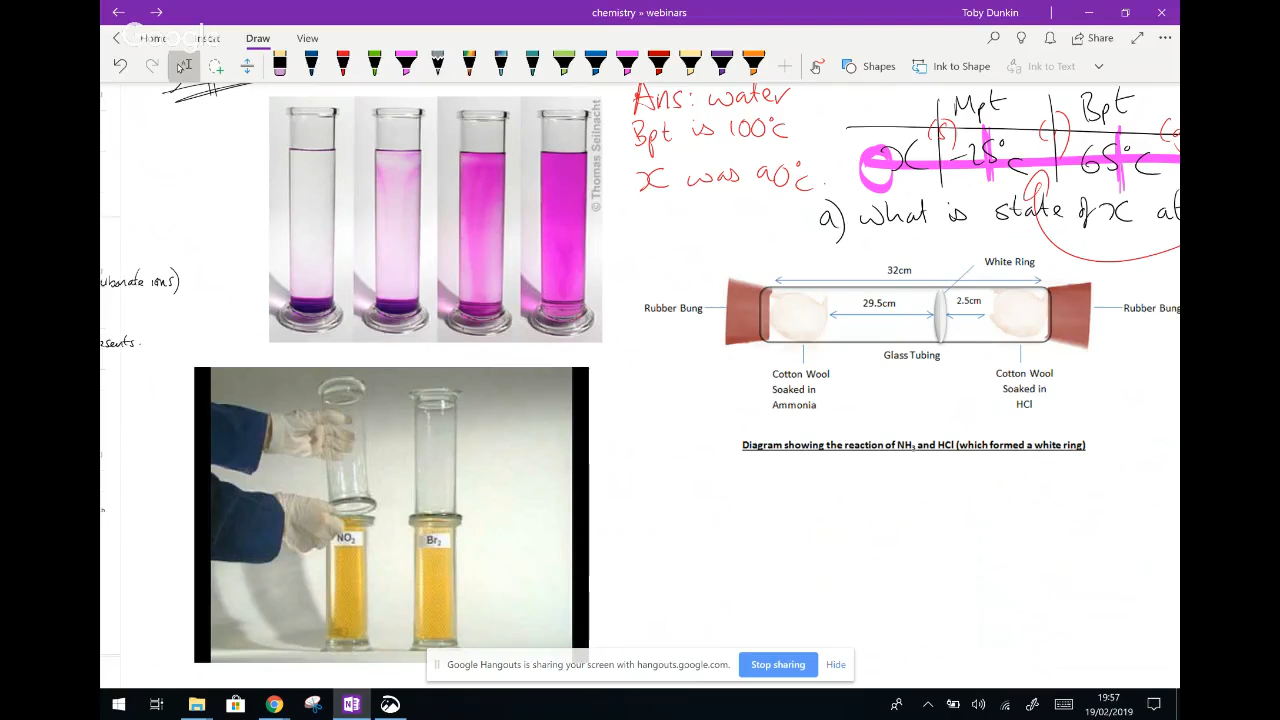 chemistry » webinars
Toby Dunkin
Google
Home Insert Draw View
Share
Shapes
Ink to Shape
Ink to Text
Ans: water
Bpt is 100°C
x was 90°C.
Mpt Bpt
(s) (l)
x -25°C 65°C
a) what is state of x at
© Thomas Seilnacht
ions)
White Ring
32cm
29.5cm
2.5cm
Rubber Bung
Rubber Bung
Glass Tubing
Cotton Wool
Soaked in
Ammonia
Cotton Wool
Soaked in
HCl
Diagram showing the reaction of NH3 and HCl (which formed a white ring)
NO2
Br2
Google Hangouts is sharing your screen with hangouts.google.com.
Stop sharing
Hide
19:57
19/02/2019